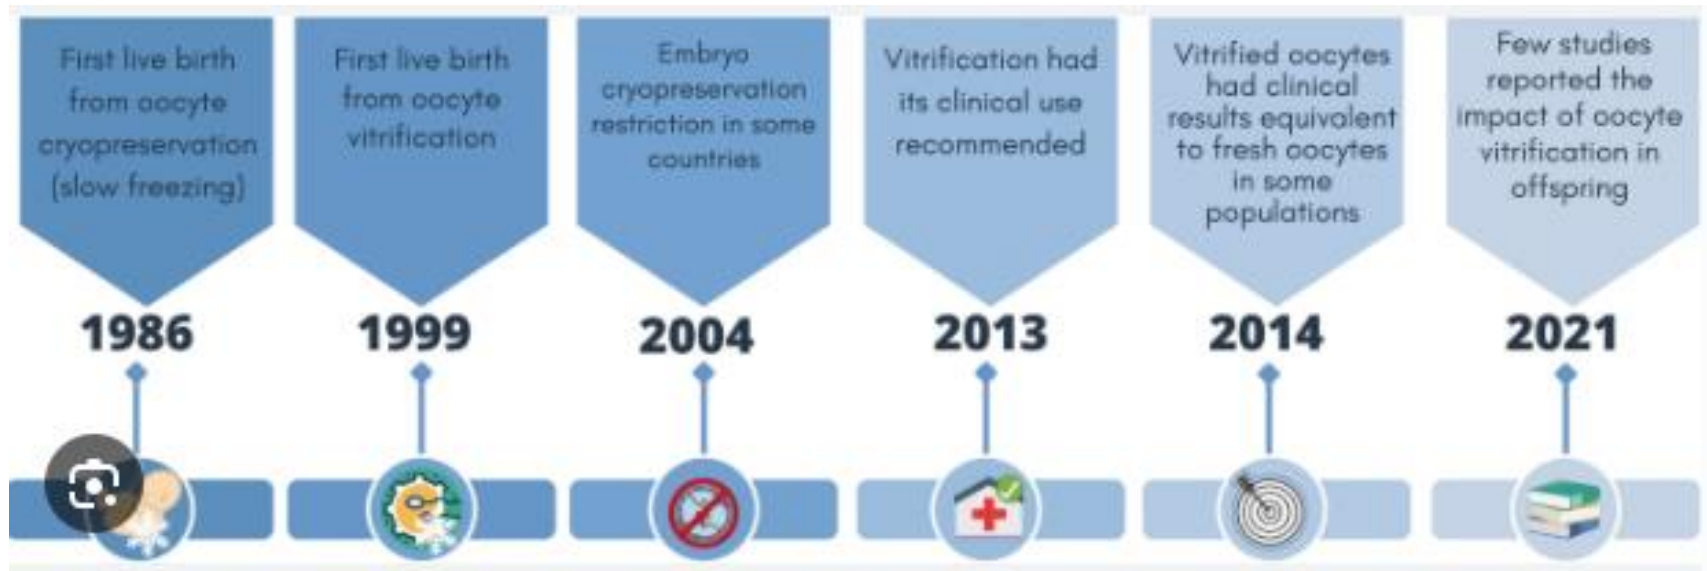 First live birth
from oocyte
cryopreservation
(slow freezing)
1986
First live birth
from oocyte
vitrification
1999
Embryo
cryopreservation
restriction in some
countries
2004
Vitrification had
its clinical use
recommended
2013
Vitrified oocytes
had clinical
results equivalent
to fresh oocytes
in some
populations
2014
Few studies
reported the
impact of oocyte
vitrification in
offspring
2021